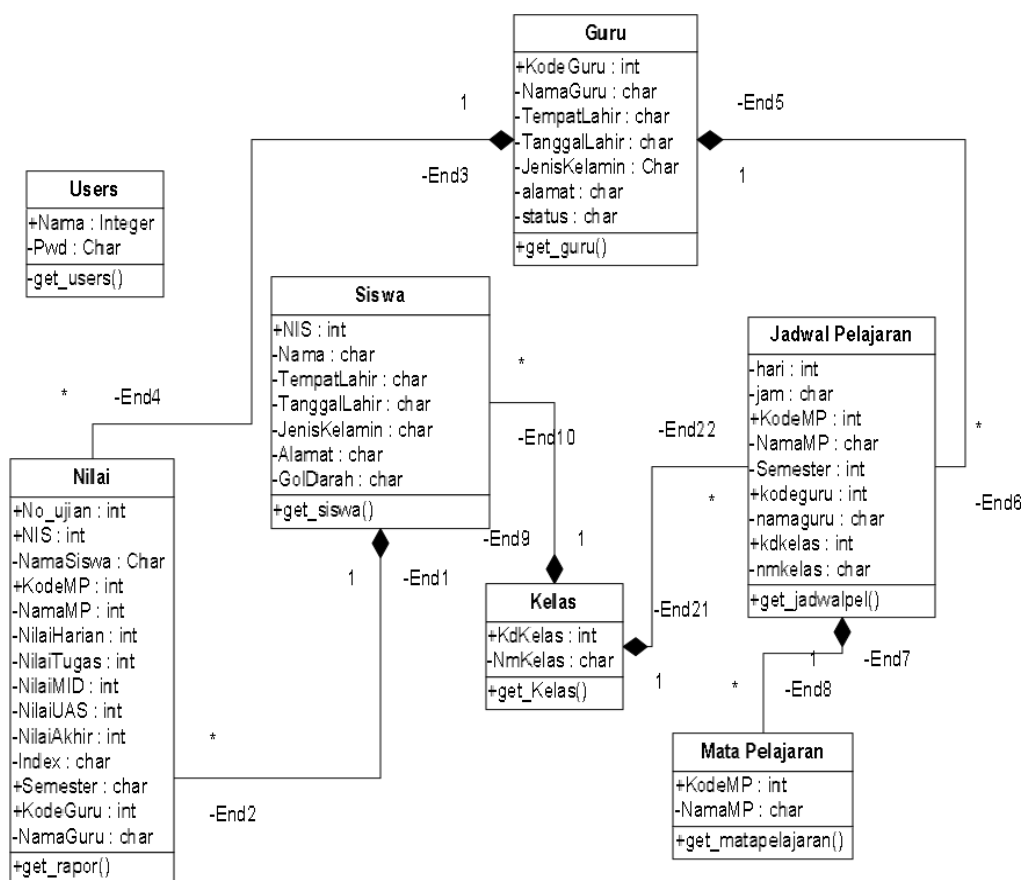 Guru
+KodeGuru : int
-NamaGuru : char
-TempatLahir : char
-TanggalLahir : char
-JenisKelamin : Char
-alamat : char
-status : char
+get_guru()
1
-End3
-End5
1
Users
+Nama : Integer
-Pwd : Char
-get_users()
Siswa
+NIS : int
-Nama : char
-TempatLahir : char
-TanggalLahir : char
-JenisKelamin : char
-Alamat : char
-GolDarah : char
+get_siswa()
*
-End10
Jadwal Pelajaran
-hari : int
-jam : char
+KodeMP : int
-NamaMP : char
-Semester : int
+kodeguru : int
-namaguru : char
+kdkelas : int
-nmkelas : char
+get_jadwalpel()
*
-End4
-End22
*
*
-End6
Nilai
+No_ujian : int
+NIS : int
-NamaSiswa : Char
+KodeMP : int
-NamaMP : int
-NilaiHarian : int
-NilaiTugas : int
-NilaiMID : int
-NilaiUAS : int
-NilaiAkhir : int
-Index : char
+Semester : char
+KodeGuru : int
-NamaGuru : char
+get_rapor()
1
-End1
-End9
1
Kelas
+KdKelas : int
-NmKelas : char
+get_Kelas()
-End21
1
1
-End7
*
-End8
*
-End2
Mata Pelajaran
+KodeMP : int
-NamaMP : char
+get_matapelajaran()